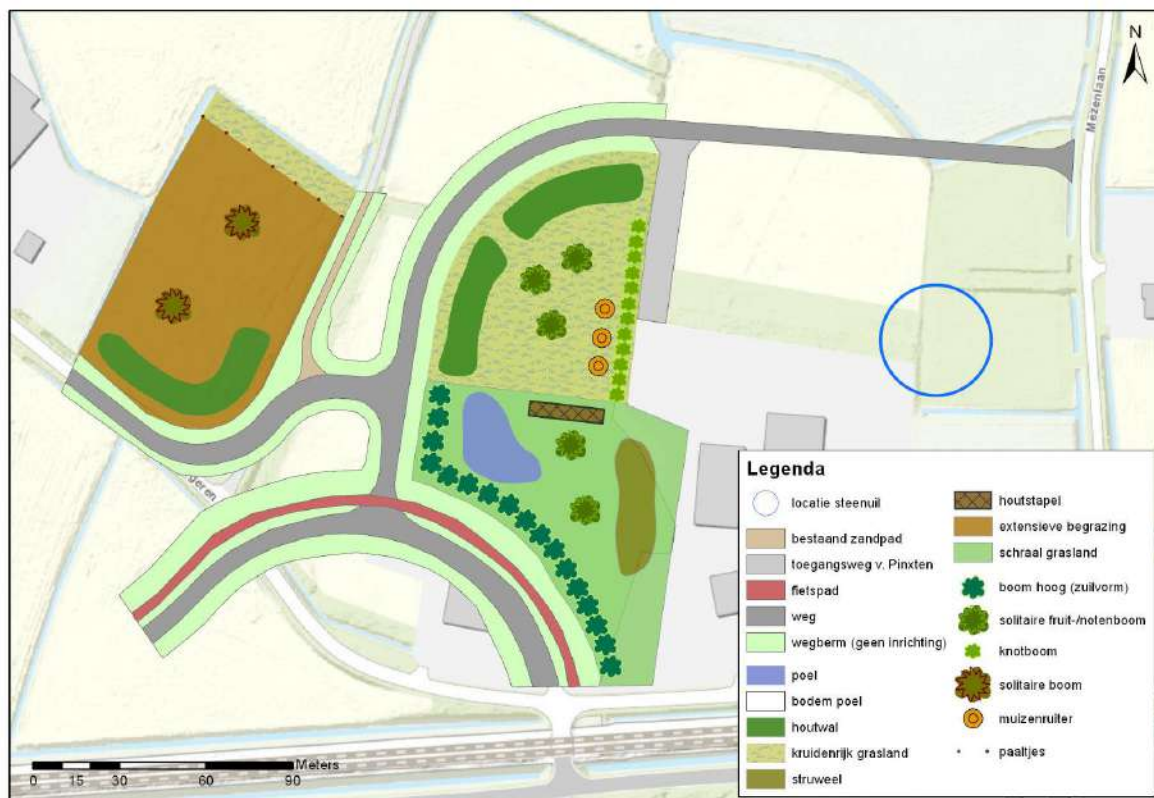 N
Mezenlaan
geren
Legenda
locatie steenuil
bestaand zandpad
toegangsweg v. Pinxten
fietspad
weg
wegberm (geen inrichting)
poel
bodem poel
houtwal
kruidenrijk grasland
struweel
houtstapel
extensieve begrazing
schraal grasland
boom hoog (zuilvorm)
solitaire fruit-/notenboom
knotboom
solitaire boom
muizenruiter
paaltjes
Meters
0 15 30 60 90